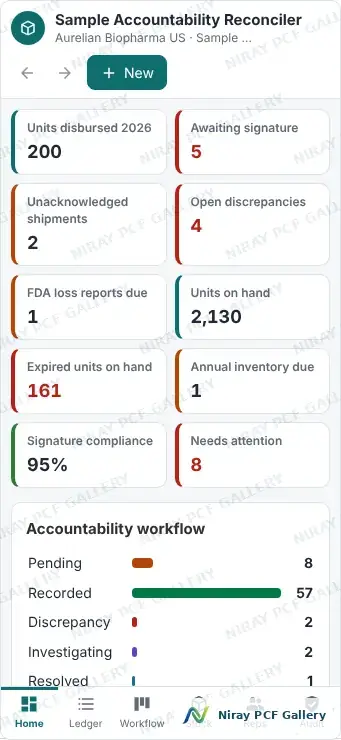 Sample Accountability Reconciler
Aurelian Biopharma US · Sample ...
← → + New
Units disbursed 2026
200
Awaiting signature
5
Unacknowledged
shipments
2
Open discrepancies
4
FDA loss reports due
1
Units on hand
2,130
Expired units on hand
161
Annual inventory due
1
Signature compliance
95%
Needs attention
8
Accountability workflow
Pending 8
Recorded 57
Discrepancy 2
Investigating 2
Resolved 1
Home Ledger Workflow
Niray PCF Gallery
NIRAY PCF GALLERY